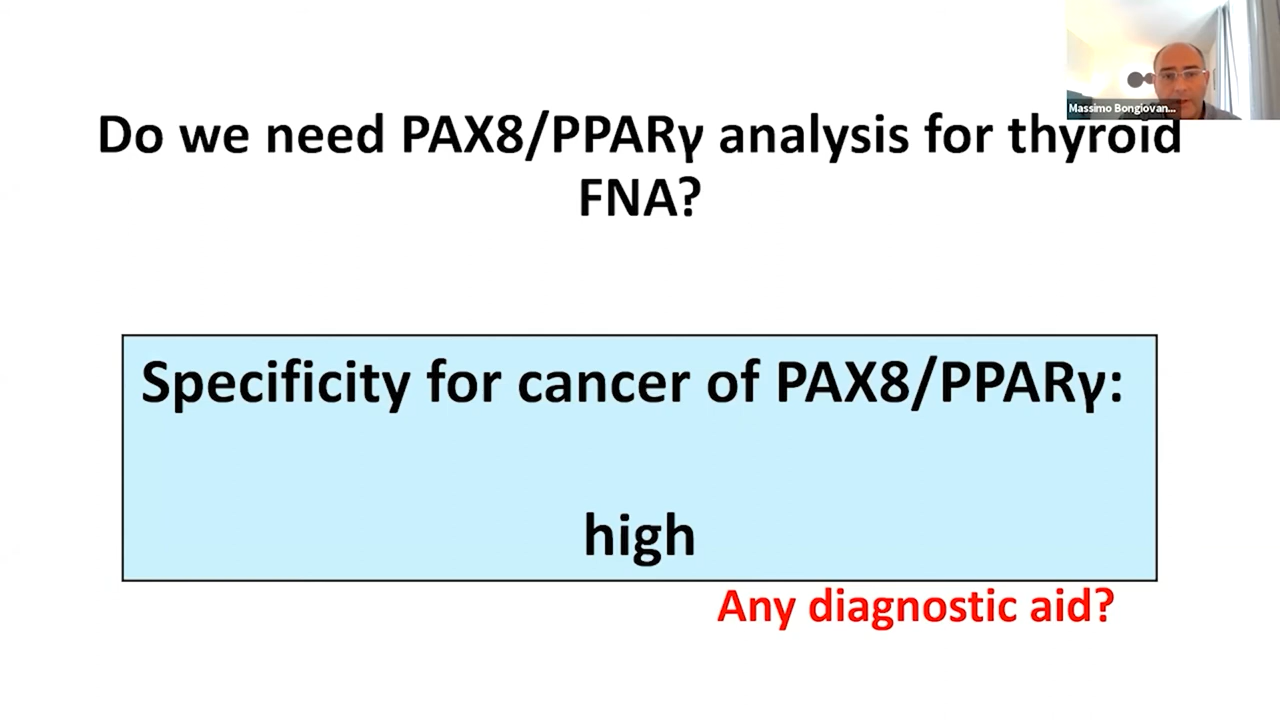 Massimo Bongiovan...
Do we need PAX8/PPARγ analysis for thyroid
FNA?
Specificity for cancer of PAX8/PPARγ:
high
Any diagnostic aid?